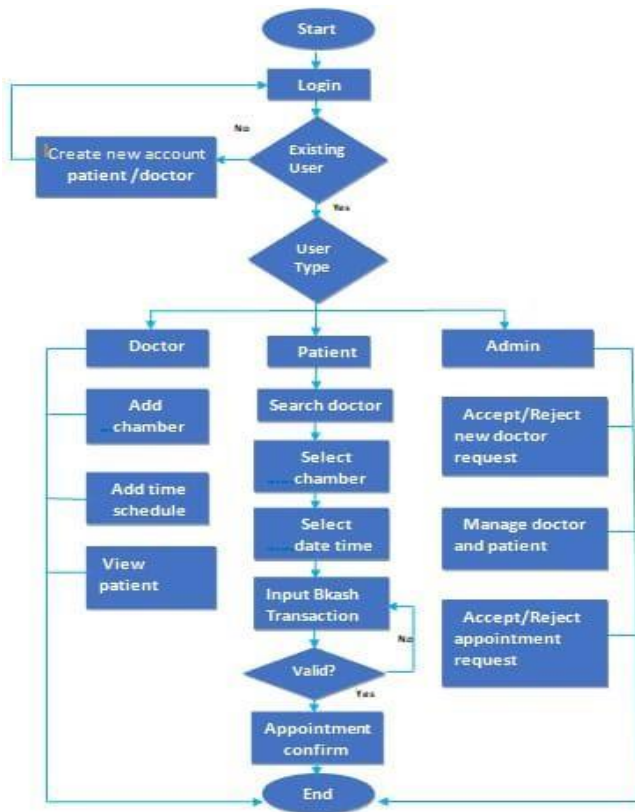 Start
Login
No
Existing
User
Create new account
patient /doctor
Yes
User
Type
Doctor
Patient
Admin
Add
chamber
Add time
schedule
View
patient
Search doctor
Select
chamber
Select
date time
Input Bkash
Transaction
No
Valid?
Yes
Appointment
confirm
Accept/Reject
new doctor
request
Manage doctor
and patient
Accept/Reject
appointment
request
End